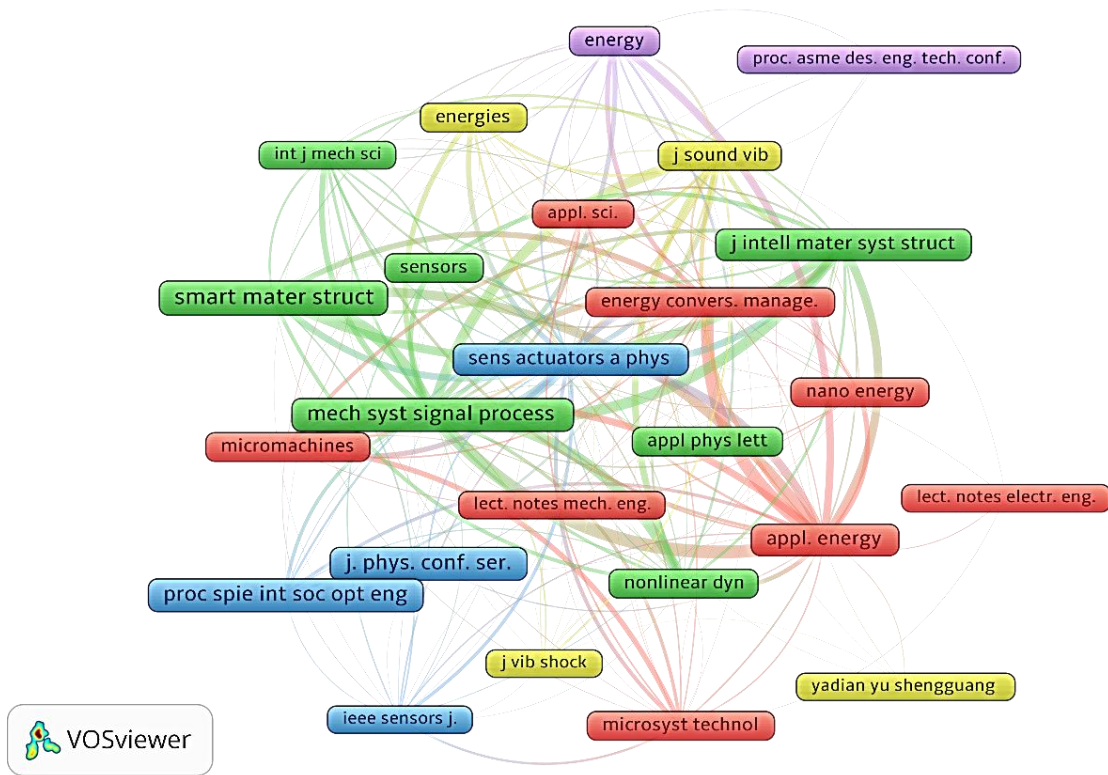 energy
proc. asme des. eng. tech. conf.
energies
int j mech sci
j sound vib
appl. sci.
j intell mater syst struct
sensors
smart mater struct
energy convers. manage.
sens actuators a phys
nano energy
mech syst signal process
appl phys lett
micromachines
lect. notes mech. eng.
lect. notes electr. eng.
appl. energy
j. phys. conf. ser.
nonlinear dyn
proc spie int soc opt eng
j vib shock
yadian yu shengguang
ieee sensors j.
microsyst technol
VOSviewer